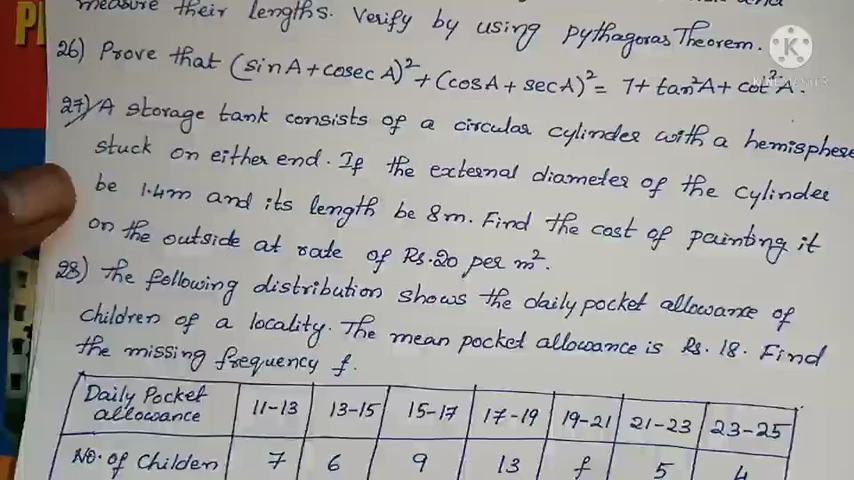 measure their lengths. Verify by using Pythagoras Theorem.
26) Prove that (sinA + cosec A)² + (cosA + secA)² = 7 + tan²A + cot²A.
27) A storage tank consists of a circular cylinder with a hemisphere
stuck on either end. If the external diameter of the cylinder
be 1.4m and its length be 8m. Find the cost of painting it
on the outside at rate of Rs.20 per m².
28) The following distribution shows the daily pocket allowance of
children of a locality. The mean pocket allowance is Rs. 18. Find
the missing frequency f.
Daily Pocket allowance 11-13 13-15 15-17 17-19 19-21 21-23 23-25
No. of Childen 7 6 9 13 f 5 4
KINEMASTER